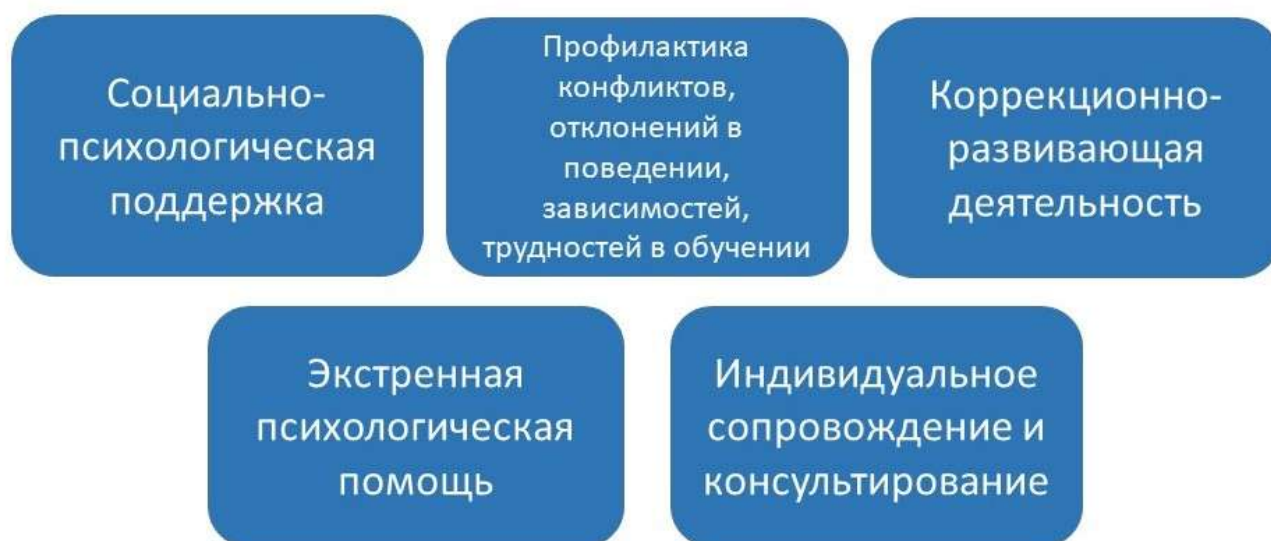 Социально-
психологическая
поддержка
Профилактика
конфликтов,
отклонений в
поведении,
зависимостей,
трудностей в обучении
Коррекционно-
развивающая
деятельность
Экстренная
психологическая
помощь
Индивидуальное
сопровождение и
консультирование